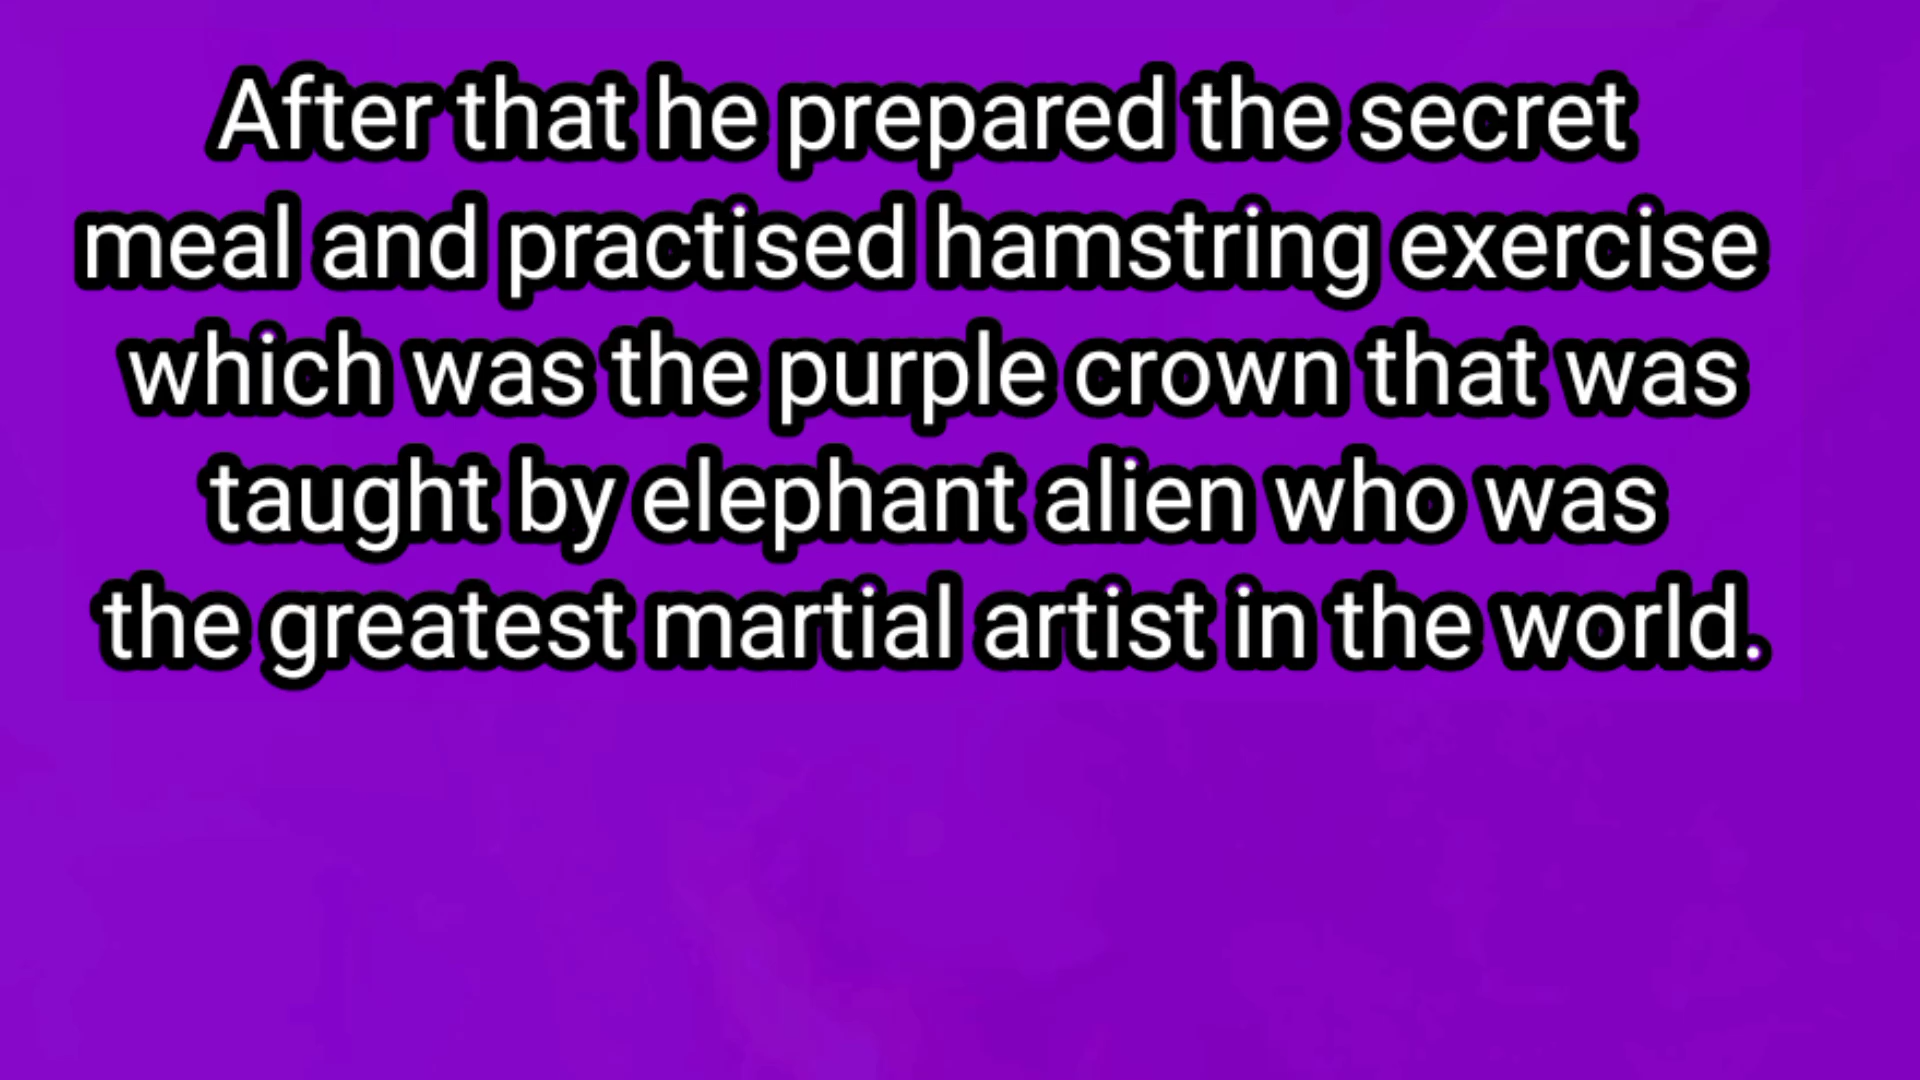 After that he prepared the secret
meal and practised hamstring exercise
which was the purple crown that was
taught by elephant alien who was
the greatest martial artist in the world.